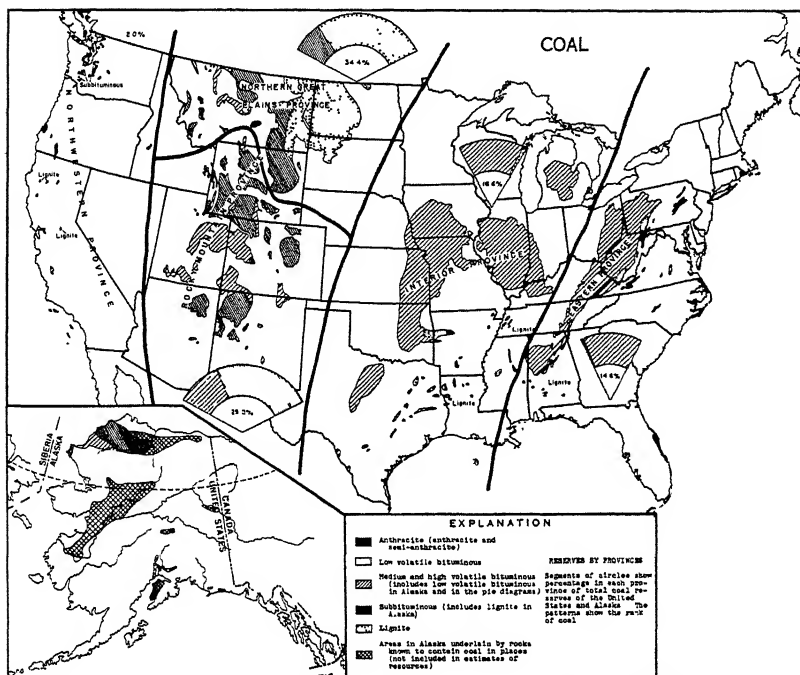 COAL
20%
34.4%
Subbituminous
NORTHERN GREAT
PLAINS PROVINCE
NORTHWESTERN PROVINCE
Lignite
Lignite
ROCKY MOUNTAIN PROVINCE
INTERIOR PROVINCE
EASTERN PROVINCE
Lignite
Lignite
Lignite
14.6%
SIBERIA
ALASKA
CANADA
UNITED STATES
EXPLANATION
Anthracite (anthracite and
semi-anthracite)
Low volatile bituminous
Medium and high volatile bituminous
(includes low volatile bituminous
in Alaska and in the pie diagrams)
Subbituminous (includes lignite in
Alaska)
Lignite
Areas in Alaska underlain by rocks
known to contain coal in places
(not included in estimates of
resources)
RESERVES BY PROVINCES
Segments of circles show
percentage in each pro-
vince of total coal re-
serves of the United
States and Alaska The
patterns show the rank
of coal